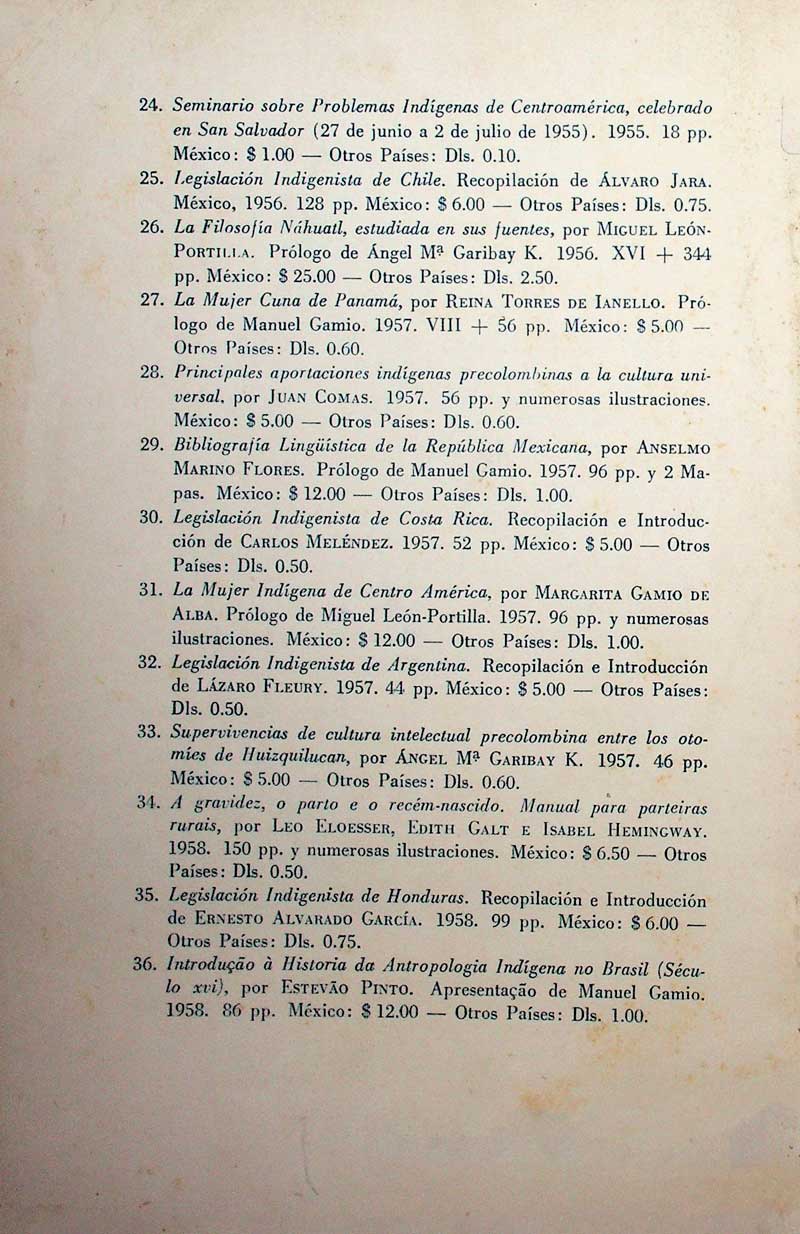 24. Seminario sobre Problemas Indígenas de Centroamérica, celebrado
en San Salvador (27 de junio a 2 de julio de 1955). 1955. 18 pp.
México: $ 1.00 — Otros Países: Dls. 0.10.
25. Legislación Indigenista de Chile. Recopilación de ÁLVARO JARA.
México, 1956. 128 pp. México: $ 6.00 — Otros Países: Dls. 0.75.
26. La Filosofía Náhuatl, estudiada en sus fuentes, por MIGUEL LEÓN-
PORTILLA. Prólogo de Ángel Mª Garibay K. 1956. XVI + 344
pp. México: $ 25.00 — Otros Países: Dls. 2.50.
27. La Mujer Cuna de Panamá, por REINA TORRES DE IANELLO. Pró-
logo de Manuel Gamio. 1957. VIII + 56 pp. México: $ 5.00 —
Otros Países: Dls. 0.60.
28. Principales aportaciones indígenas precolombinas a la cultura uni-
versal, por JUAN COMAS. 1957. 56 pp. y numerosas ilustraciones.
México: $ 5.00 — Otros Países: Dls. 0.60.
29. Bibliografía Lingüística de la República Mexicana, por ANSELMO
MARINO FLORES. Prólogo de Manuel Gamio. 1957. 96 pp. y 2 Ma-
pas. México: $ 12.00 — Otros Países: Dls. 1.00.
30. Legislación Indigenista de Costa Rica. Recopilación e Introduc-
ción de CARLOS MELÉNDEZ. 1957. 52 pp. México: $ 5.00 — Otros
Países: Dls. 0.50.
31. La Mujer Indígena de Centro América, por MARGARITA GAMIO DE
ALBA. Prólogo de Miguel León-Portilla. 1957. 96 pp. y numerosas
ilustraciones. México: $ 12.00 — Otros Países: Dls. 1.00.
32. Legislación Indigenista de Argentina. Recopilación e Introducción
de LÁZARO FLEURY. 1957. 44 pp. México: $ 5.00 — Otros Países:
Dls. 0.50.
33. Supervivencias de cultura intelectual precolombina entre los oto-
míes de Huizquilucan, por ÁNGEL Mª GARIBAY K. 1957. 46 pp.
México: $ 5.00 — Otros Países: Dls. 0.60.
34. A gravidez, o parto e o recém-nascido. Manual para parteiras
rurais, por LEO ELOESSER, EDITH GALT E ISABEL HEMINGWAY.
1958. 150 pp. y numerosas ilustraciones. México: $ 6.50 — Otros
Países: Dls. 0.50.
35. Legislación Indigenista de Honduras. Recopilación e Introducción
de ERNESTO ALVARADO GARCÍA. 1958. 99 pp. México: $ 6.00 —
Otros Países: Dls. 0.75.
36. Introdução à Historia da Antropologia Indígena no Brasil (Sécu-
lo XVI), por ESTEVÃO PINTO. Apresentação de Manuel Gamio.
1958. 86 pp. México: $ 12.00 — Otros Países: Dls. 1.00.